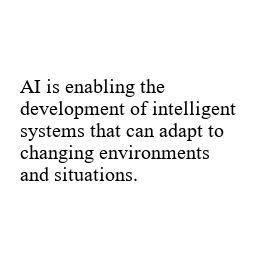 AI is enabling the
development of intelligent
systems that can adapt to
changing environments
and situations.